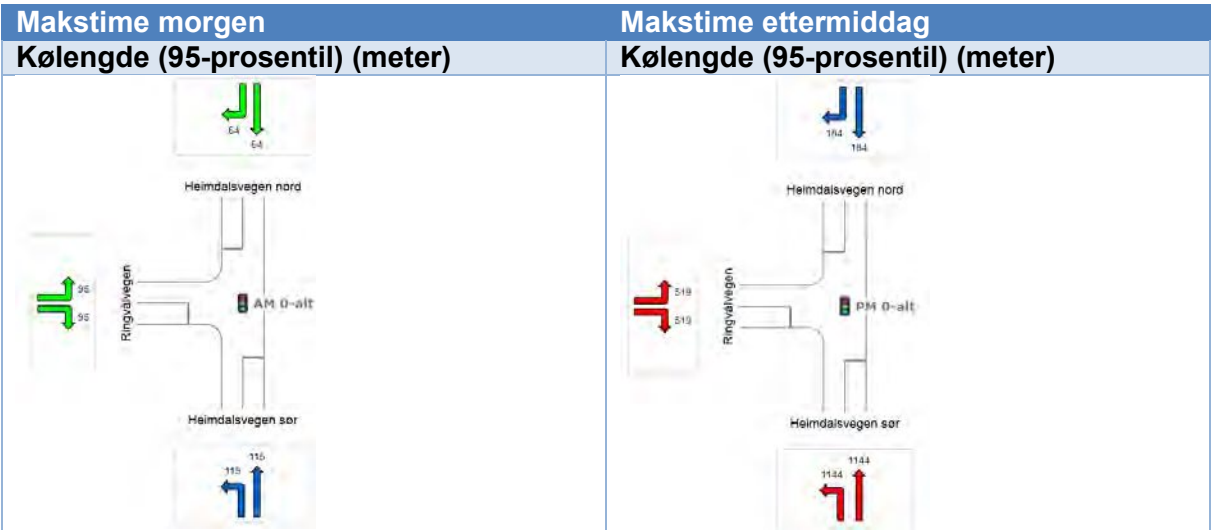 Makstime morgen
Makstime ettermiddag
Kølengde (95-prosentil) (meter)
Kølengde (95-prosentil) (meter)
64
64
Heimdalsvegen nord
95
95
Ringvålvegen
AM 0-alt
Heimdalsvegen sør
115
115
184
184
Heimdalsvegen nord
519
519
Ringvålvegen
PM 0-alt
Heimdalsvegen sør
1144
1144